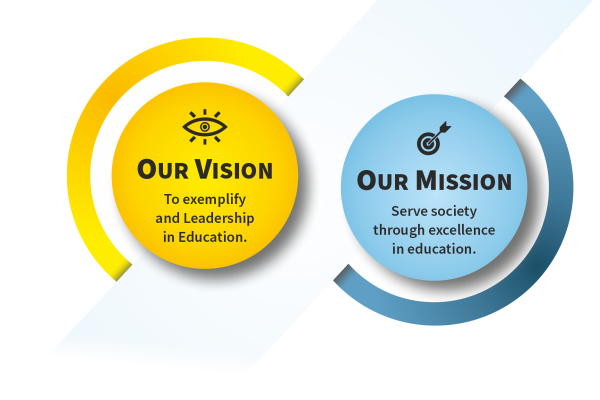 Our Vision
To exemplify
and Leadership
in Education.
Our Mission
Serve society
through excellence
in education.